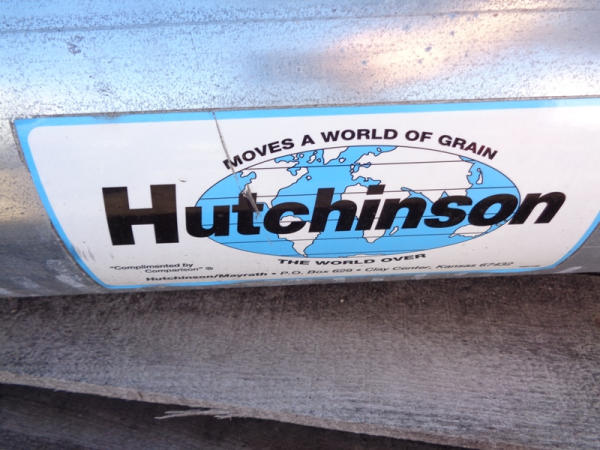 MOVES A WORLD OF GRAIN
Hutchinson
THE WORLD OVER
"Complimented by
Comparison" ®
Hutchinson/Mayrath • P.O. Box 629 • Clay Center, Kansas 67432